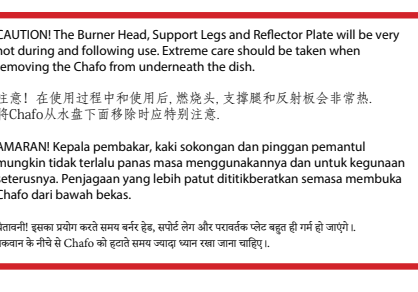 CAUTION! The Burner Head, Support Legs and Reflector Plate will be very
hot during and following use. Extreme care should be taken when
removing the Chafo from underneath the dish.
注意！在使用过程中和使用后, 燃烧头, 支撑腿和反射板会非常热.
将Chafo从水盘下面移除时应特别注意.
AMARAN! Kepala pembakar, kaki sokongan dan pinggan pemantul
mungkin tidak terlalu panas masa menggunakannya dan untuk kegunaan
seterusnya. Penjagaan yang lebih patut dititikberatkan semasa membuka
Chafo dari bawah bekas.
चेतावनी! इसका प्रयोग करते समय बर्नर हेड, सपोर्ट लेग और परावर्तक प्लेट बहुत ही गर्म हो जाएंगे।.
पकवान के नीचे से Chafo को हटाते समय ज्यादा ध्यान रखा जाना चाहिए।.